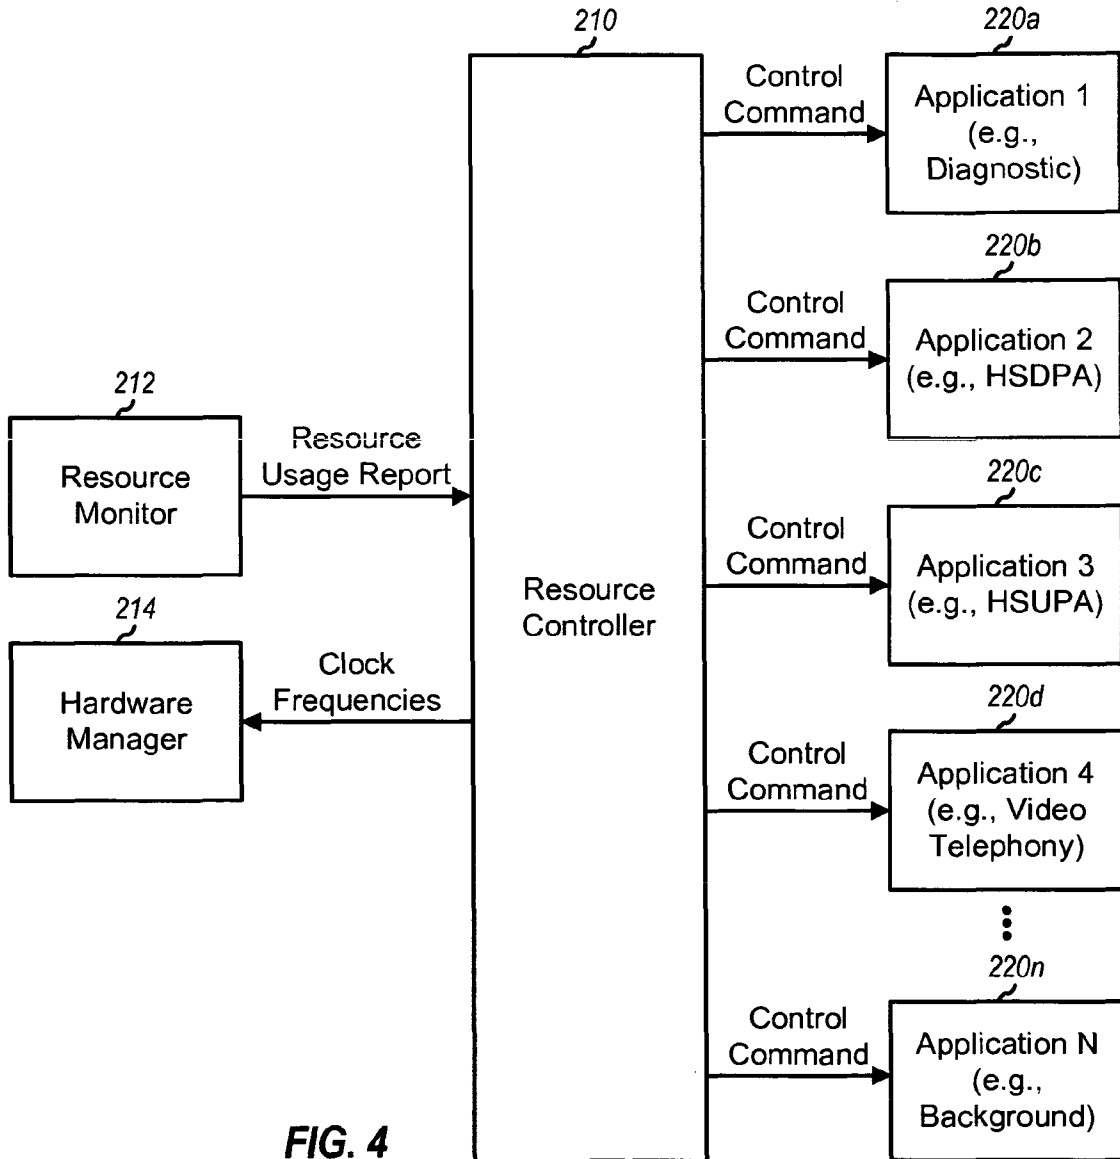 210
220a
Control
Command
Application 1
(e.g.,
Diagnostic)
220b
Control
Command
Application 2
(e.g., HSDPA)
212
Resource
Monitor
Resource
Usage Report
220c
Control
Command
Application 3
(e.g., HSUPA)
Resource
Controller
214
Hardware
Manager
Clock
Frequencies
220d
Control
Command
Application 4
(e.g., Video
Telephony)
220n
Control
Command
Application N
(e.g.,
Background)
FIG. 4